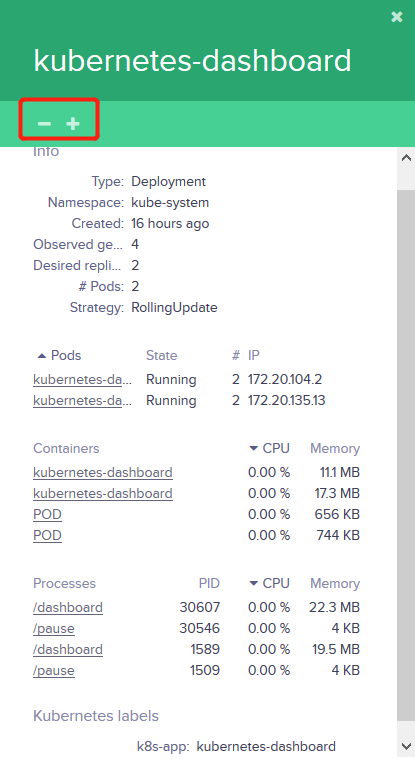 kubernetes-dashboard
Info
Type: Deployment
Namespace: kube-system
Created: 16 hours ago
Observed ge... 4
Desired repli... 2
# Pods: 2
Strategy: RollingUpdate
Pods State # IP
kubernetes-da... Running 2 172.20.104.2
kubernetes-da... Running 2 172.20.135.13
Containers CPU Memory
kubernetes-dashboard 0.00 % 11.1 MB
kubernetes-dashboard 0.00 % 17.3 MB
POD 0.00 % 656 KB
POD 0.00 % 744 KB
Processes PID CPU Memory
/dashboard 30607 0.00 % 22.3 MB
/pause 30546 0.00 % 4 KB
/dashboard 1589 0.00 % 19.5 MB
/pause 1509 0.00 % 4 KB
Kubernetes labels
k8s-app: kubernetes-dashboard